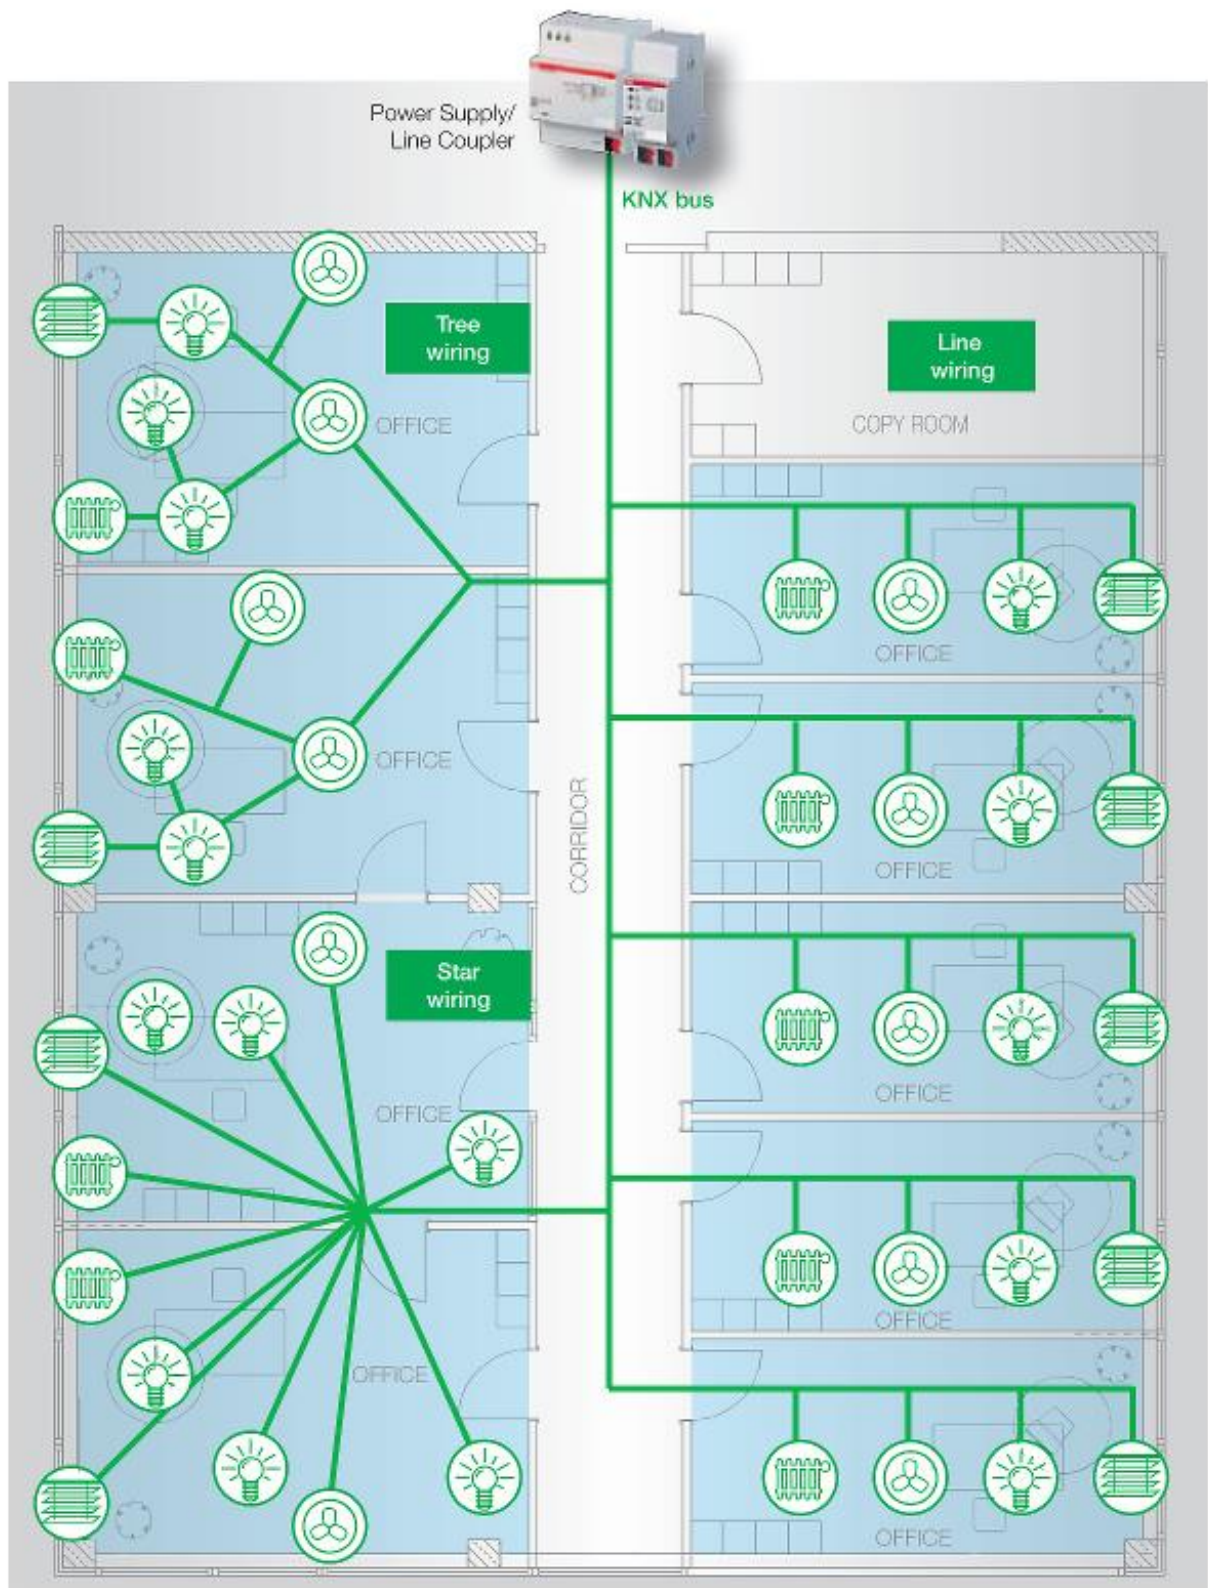 Power Supply/
Line Coupler
KNX bus
Tree
wiring
Line
wiring
OFFICE
COPY ROOM
OFFICE
OFFICE
CORRIDOR
OFFICE
Star
wiring
OFFICE
OFFICE
OFFICE
OFFICE
OFFICE